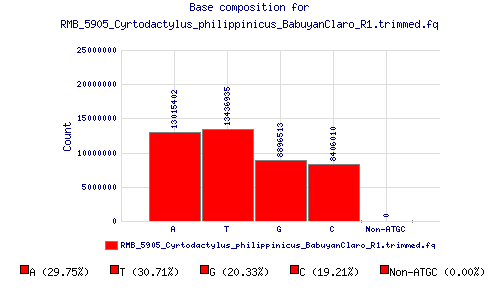 Base composition for
RMB_5905_Cyrtodactylus_philippinicus_BabuyanClaro_R1.trimmed.fq
25000000
20000000
15000000
10000000
5000000
0
Count
13015402
13436935
8896513
8406010
0
A T G C Non-ATGC
RMB_5905_Cyrtodactylus_philippinicus_BabuyanClaro_R1.trimmed.fq
A (29.75%) T (30.71%) G (20.33%) C (19.21%) Non-ATGC (0.00%)